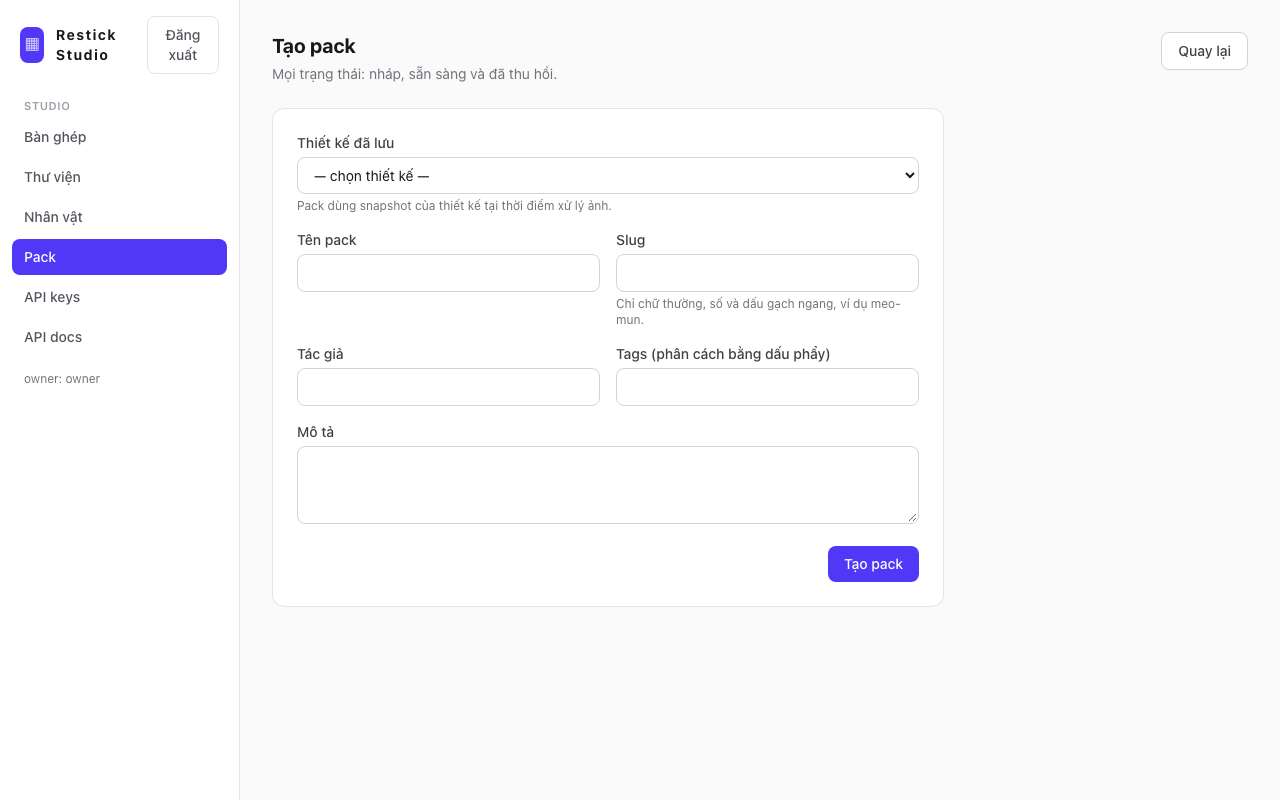 Restick
Studio
Đăng
xuất
STUDIO
Bàn ghép
Thư viện
Nhân vật
Pack
API keys
API docs
owner: owner
Tạo pack
Mọi trạng thái: nháp, sẵn sàng và đã thu hồi.
Quay lại
Thiết kế đã lưu
— chọn thiết kế —
Pack dùng snapshot của thiết kế tại thời điểm xử lý ảnh.
Tên pack
Slug
Chỉ chữ thường, số và dấu gạch ngang, ví dụ meo-
mun.
Tác giả
Tags (phân cách bằng dấu phẩy)
Mô tả
Tạo pack